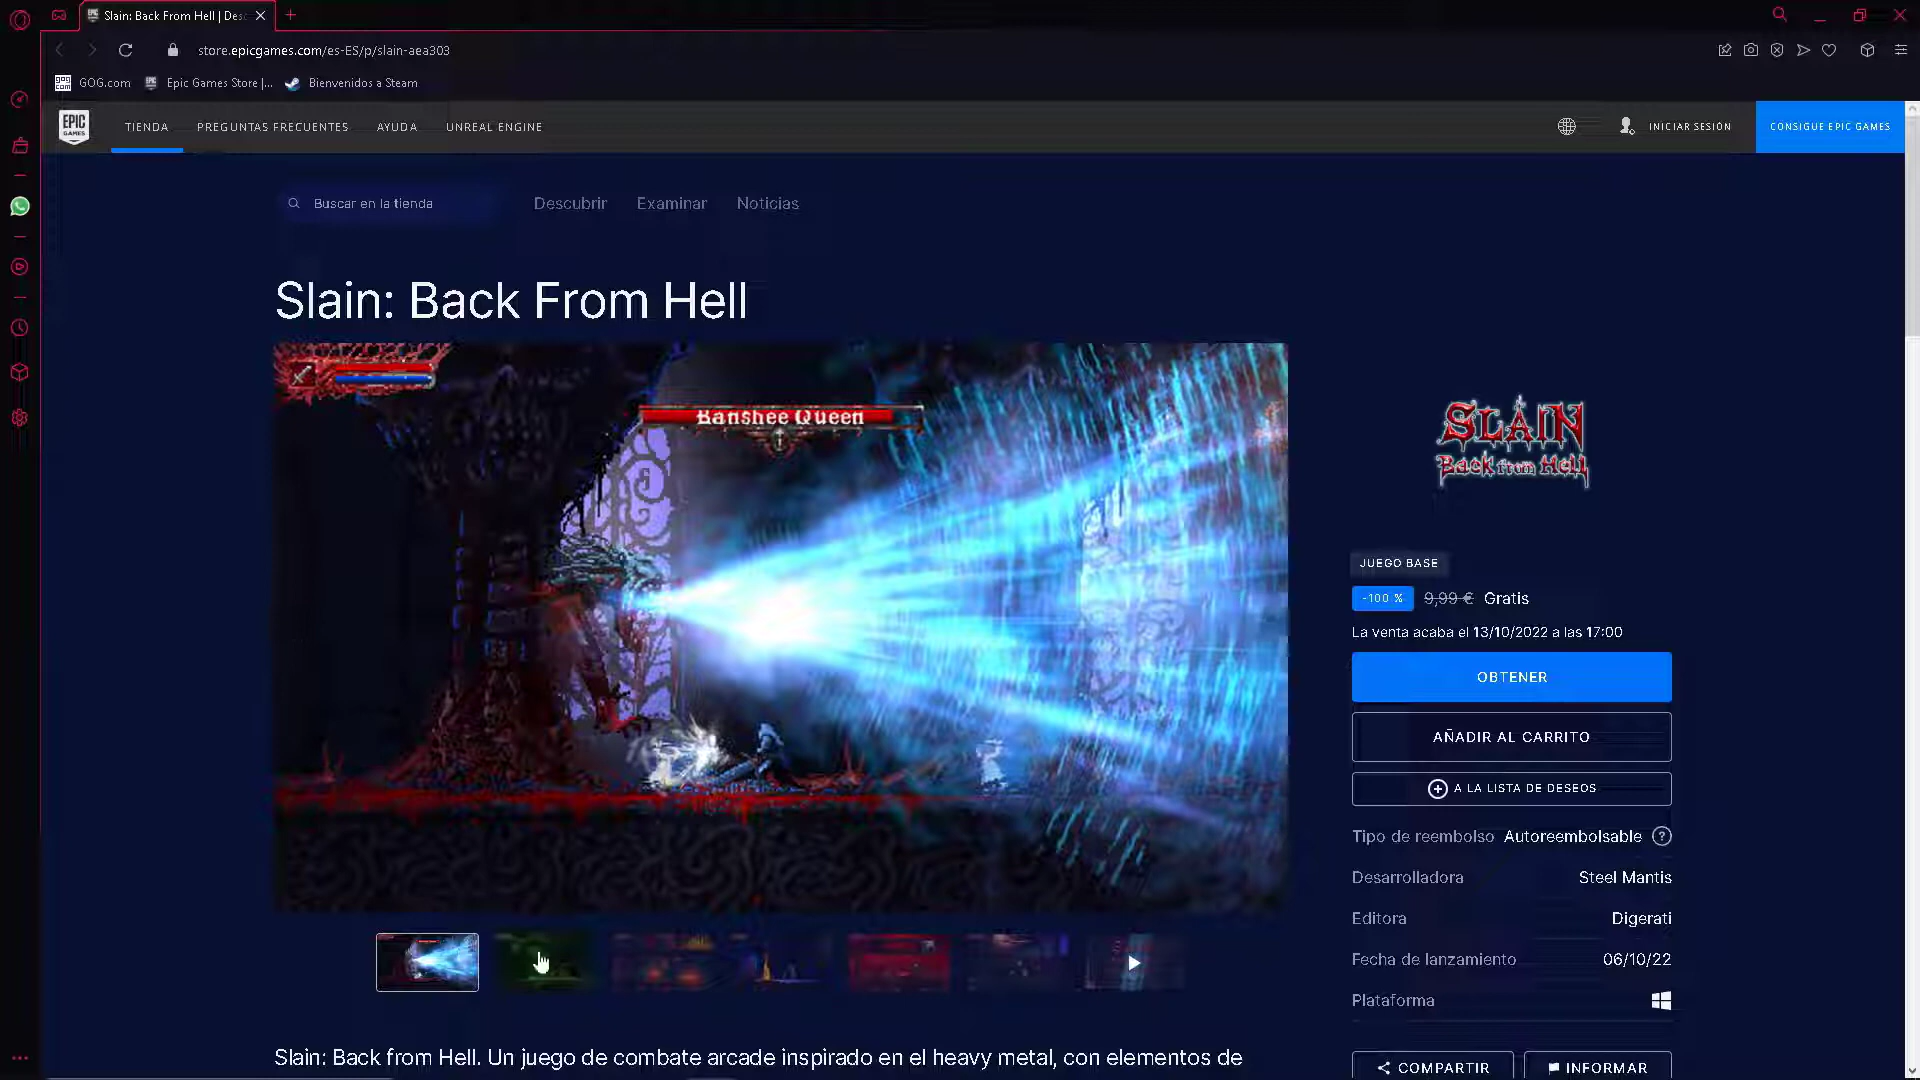 Slain: Back From Hell | Des
store.epicgames.com/es-ES/p/slain-aea303
GOG.com
Epic Games Store |...
Bienvenidos a Steam
EPIC GAMES
TIENDA
PREGUNTAS FRECUENTES
AYUDA
UNREAL ENGINE
INICIAR SESIÓN
CONSIGUE EPIC GAMES
Buscar en la tienda
Descubrir
Examinar
Noticias
Slain: Back From Hell
Banshee Queen
SLAIN
Back from Hell
JUEGO BASE
-100 % 9,99 € Gratis
La venta acaba el 13/10/2022 a las 17:00
OBTENER
AÑADIR AL CARRITO
A LA LISTA DE DESEOS
Tipo de reembolso Autoreembolsable
Desarrolladora Steel Mantis
Editora Digerati
Fecha de lanzamiento 06/10/22
Plataforma
Slain: Back from Hell. Un juego de combate arcade inspirado en el heavy metal, con elementos de
COMPARTIR
INFORMAR